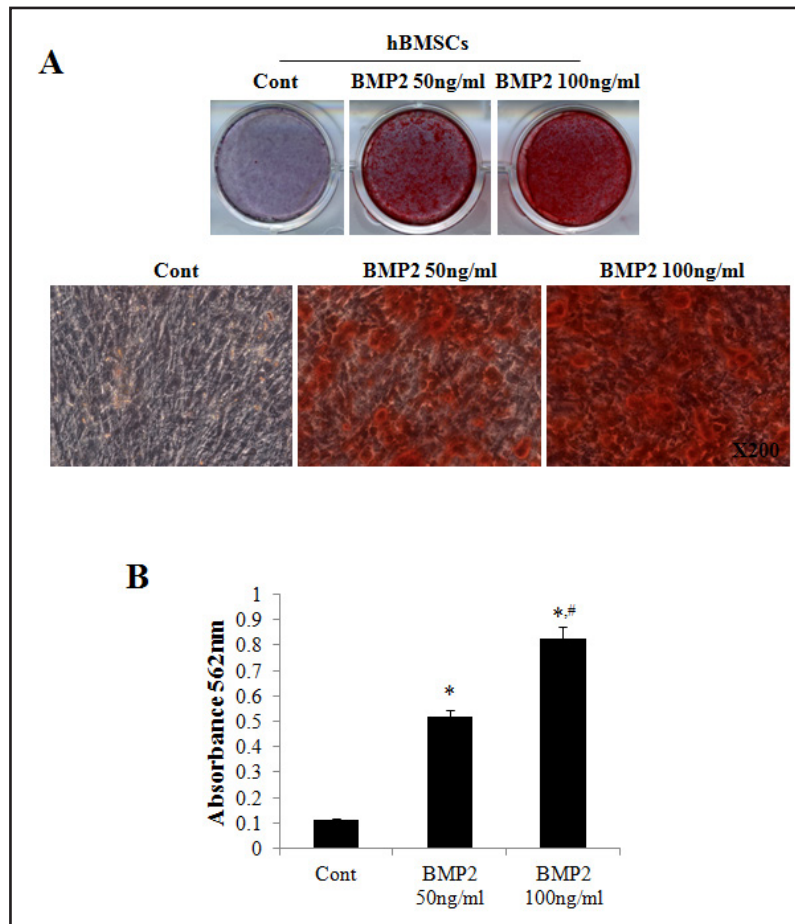 A
hBMSCs
Cont BMP2 50ng/ml BMP2 100ng/ml
Cont BMP2 50ng/ml BMP2 100ng/ml
X200
B
Absorbance 562nm
1
0.9
0.8
0.7
0.6
0.5
0.4
0.3
0.2
0.1
0
*
*,#
Cont
BMP2
50ng/ml
BMP2
100ng/ml